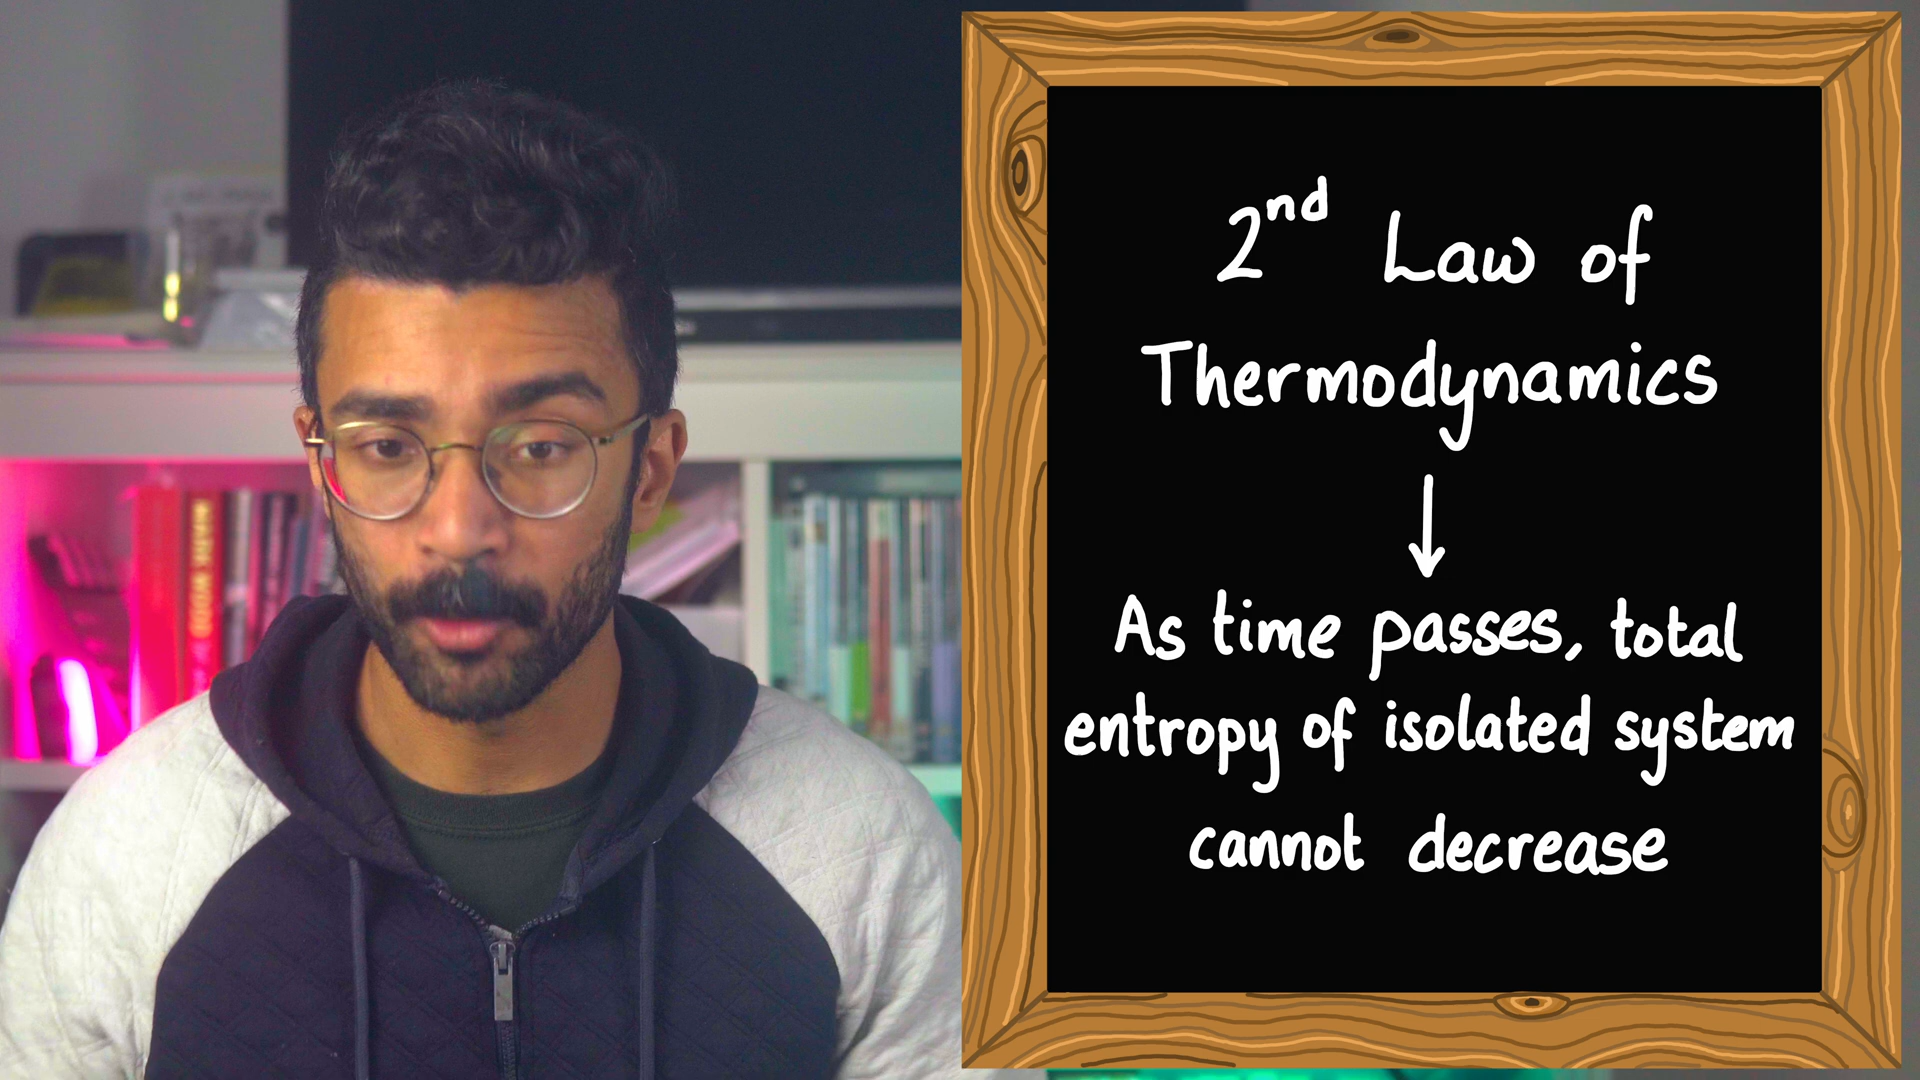 2nd Law of
Thermodynamics
As time passes, total
entropy of isolated system
cannot decrease